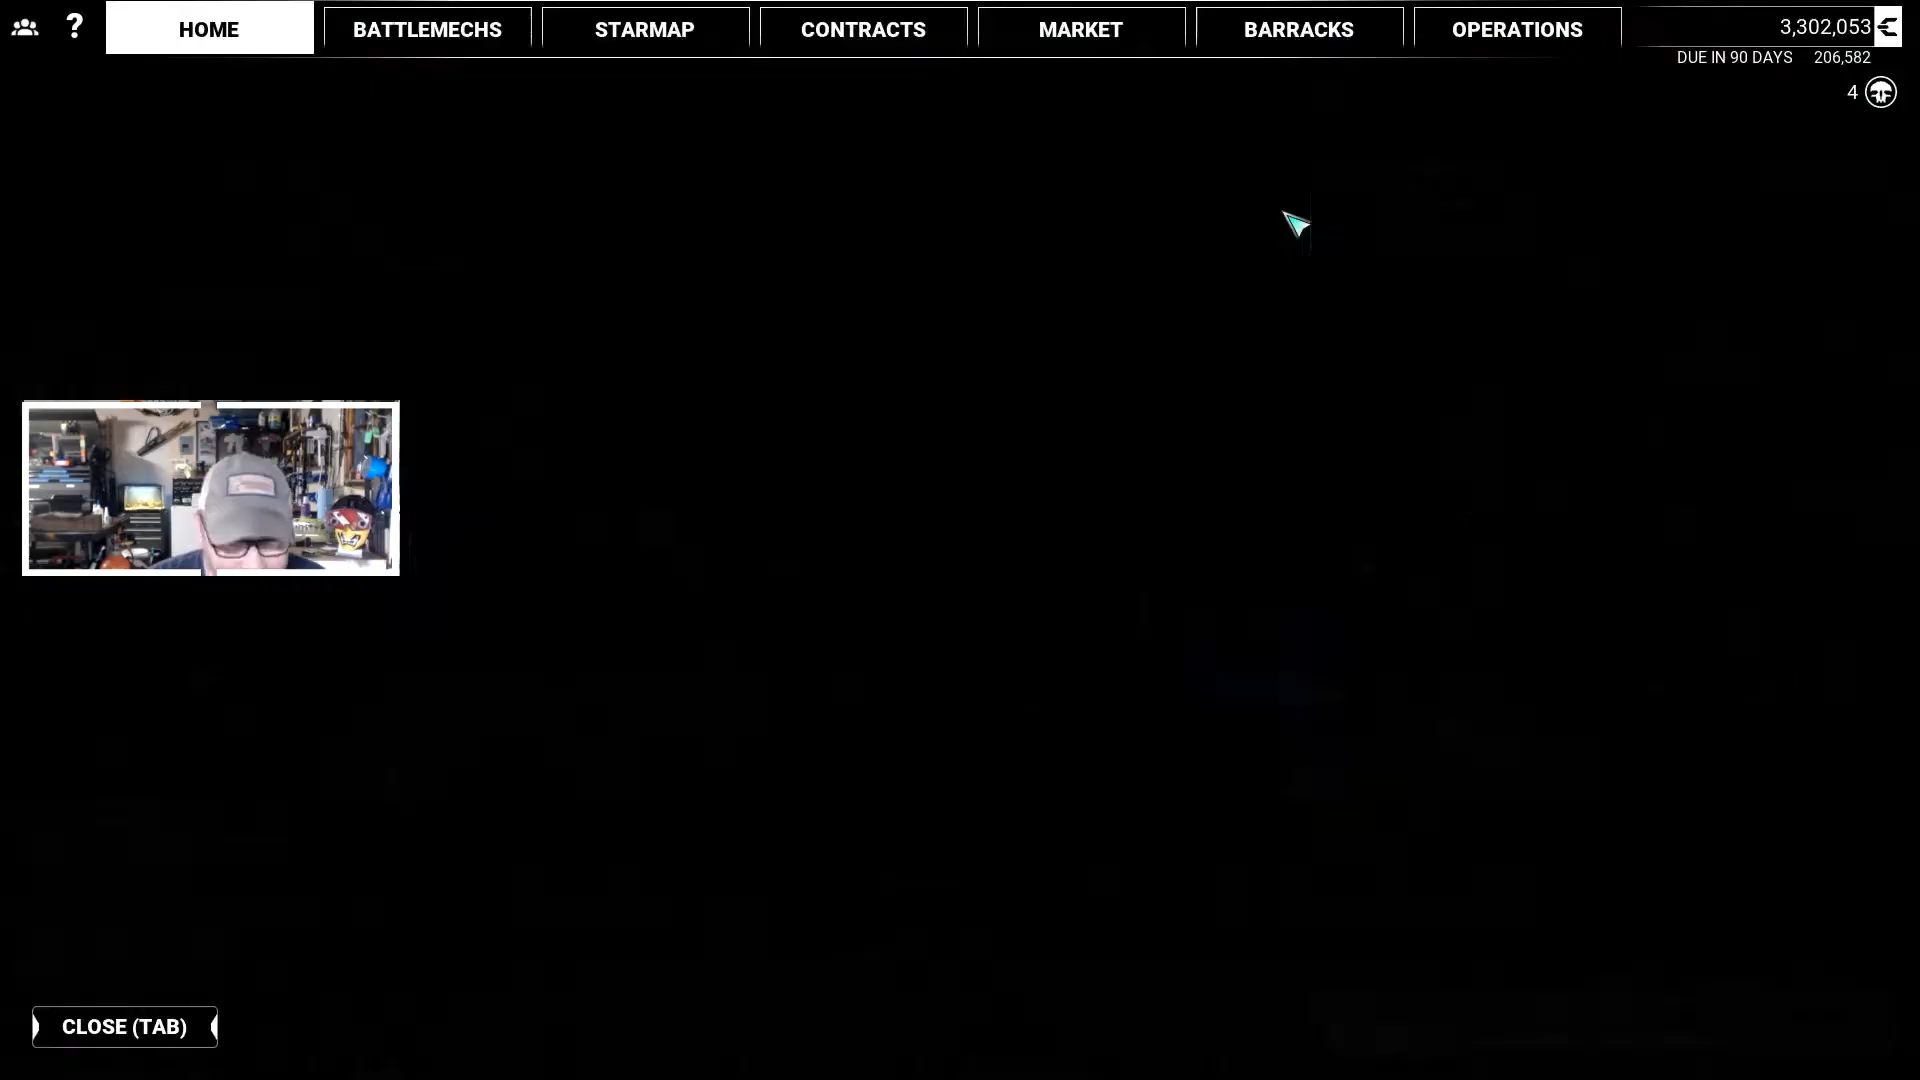 ?
HOME
BATTLEMECHS
STARMAP
CONTRACTS
MARKET
BARRACKS
OPERATIONS
3,302,053
DUE IN 90 DAYS 206,582
4
CLOSE (TAB)